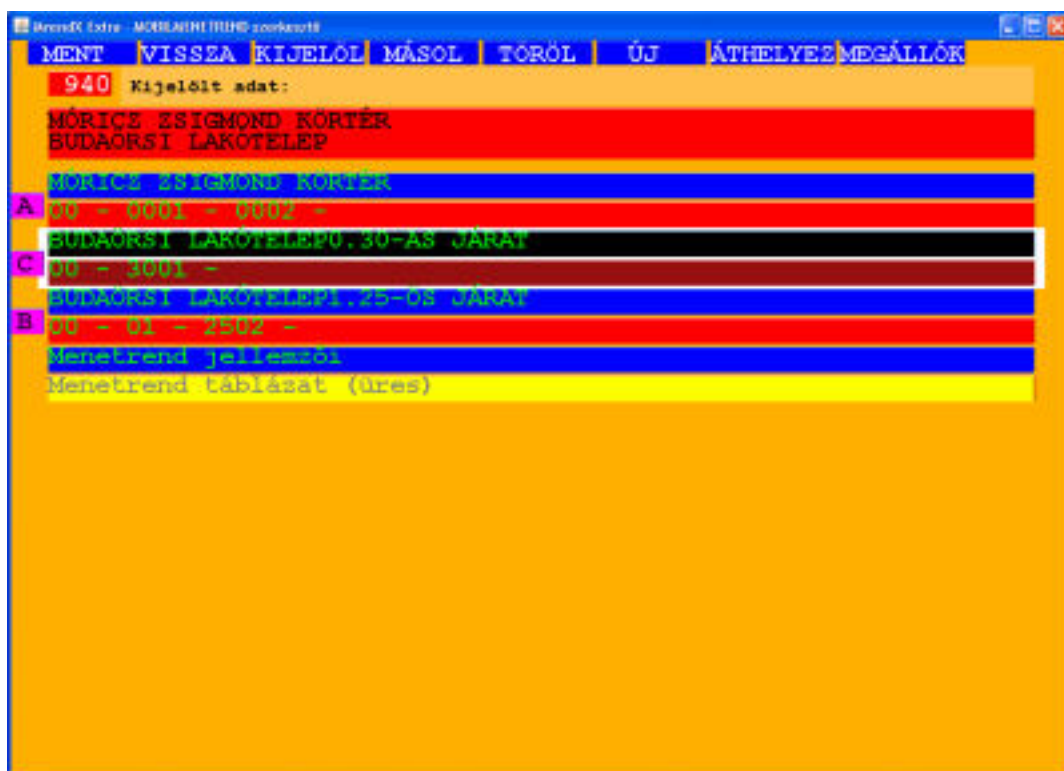 MENT VISSZA KIJELÖL MÁSOL TÖRÖL ÚJ ÁTHELYEZ MEGÁLLÓK
940 Kijelölt adat:
MÓRICZ ZSIGMOND KÖRTÉR
BUDAÖRSI LAKÓTELEP
MÓRICZ ZSIGMOND KÖRTÉR
A 00 - 0001 - 0002 -
BUDAÖRSI LAKÓTELEP0.30-AS JÁRAT
C 00 - 3001 -
BUDAÖRSI LAKÓTELEP1.25-ÖS JÁRAT
B 00 - 01 - 2502 -
Menetrend jellemzői
Menetrend táblázat (üres)